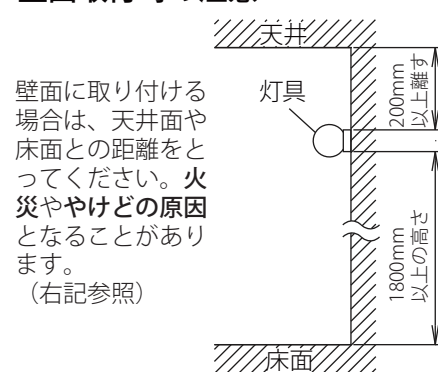 壁面に取り付ける
場合は、天井面や
床面との距離をと
ってください。火
災ややけどの原因
となることがあり
ます。
（右記参照）
天井
灯具
200mm
以上離す
1800mm
以上の高さ
床面